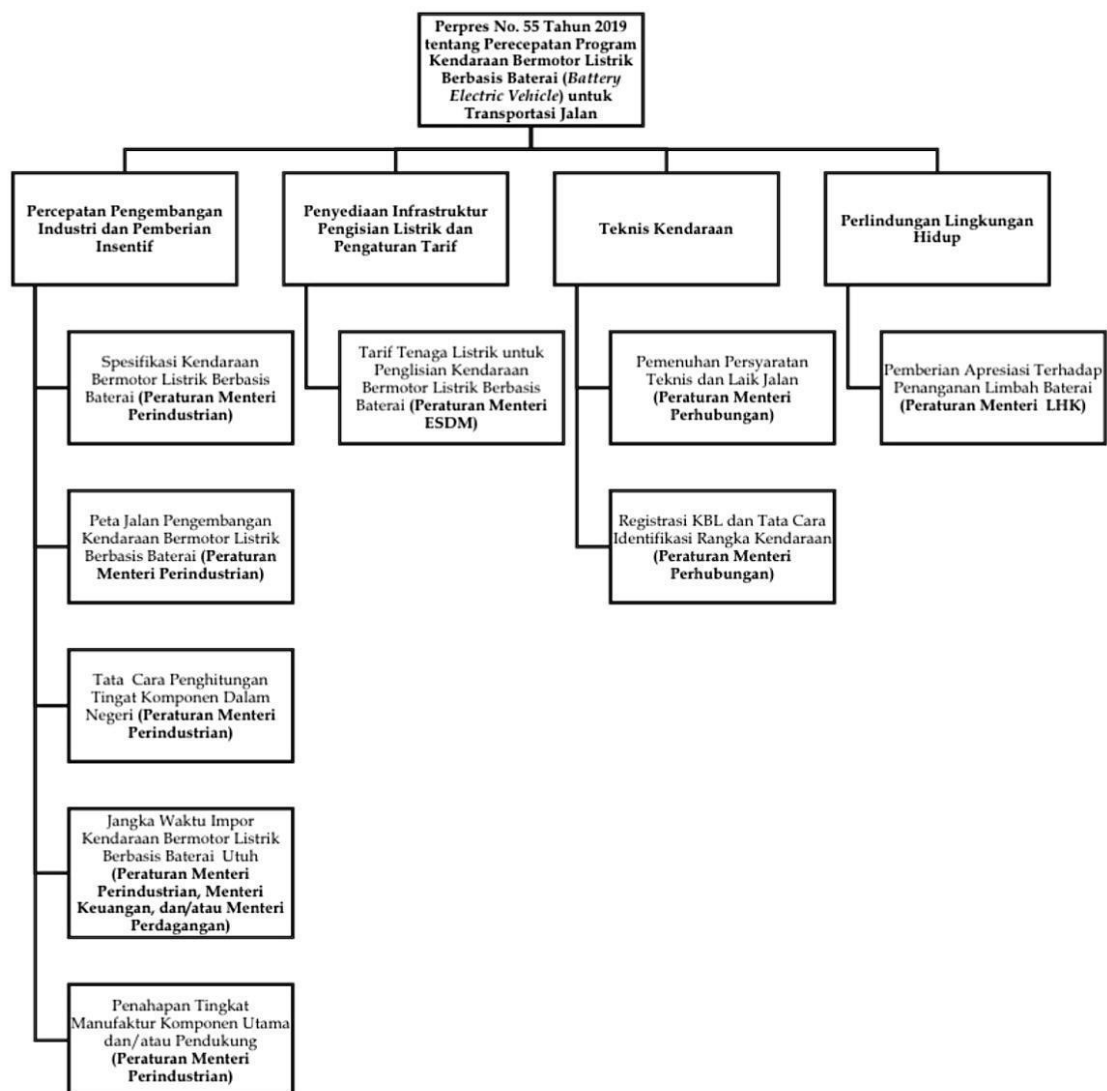 Perpres No. 55 Tahun 2019
tentang Perecepatan Program
Kendaraan Bermotor Listrik
Berbasis Baterai (Battery
Electric Vehicle) untuk
Transportasi Jalan
Percepatan Pengembangan
Industri dan Pemberian
Insentif
Penyediaan Infrastruktur
Pengisian Listrik dan
Pengaturan Tarif
Teknis Kendaraan
Perlindungan Lingkungan
Hidup
Spesifikasi Kendaraan
Bermotor Listrik Berbasis
Baterai (Peraturan Menteri
Perindustrian)
Tarif Tenaga Listrik untuk
Penglisian Kendaraan
Bermotor Listrik Berbasis
Baterai (Peraturan Menteri
ESDM)
Pemenuhan Persyaratan
Teknis dan Laik Jalan
(Peraturan Menteri
Perhubungan)
Pemberian Apresiasi Terhadap
Penanganan Limbah Baterai
(Peraturan Menteri LHK)
Peta Jalan Pengembangan
Kendaraan Bermotor Listrik
Berbasis Baterai (Peraturan
Menteri Perindustrian)
Registrasi KBL dan Tata Cara
Identifikasi Rangka Kendaraan
(Peraturan Menteri
Perhubungan)
Tata Cara Penghitungan
Tingat Komponen Dalam
Negeri (Peraturan Menteri
Perindustrian)
Jangka Waktu Impor
Kendaraan Bermotor Listrik
Berbasis Baterai Utuh
(Peraturan Menteri
Perindustrian, Menteri
Keuangan, dan/atau Menteri
Perdagangan)
Penahapan Tingkat
Manufaktur Komponen Utama
dan/atau Pendukung
(Peraturan Menteri
Perindustrian)